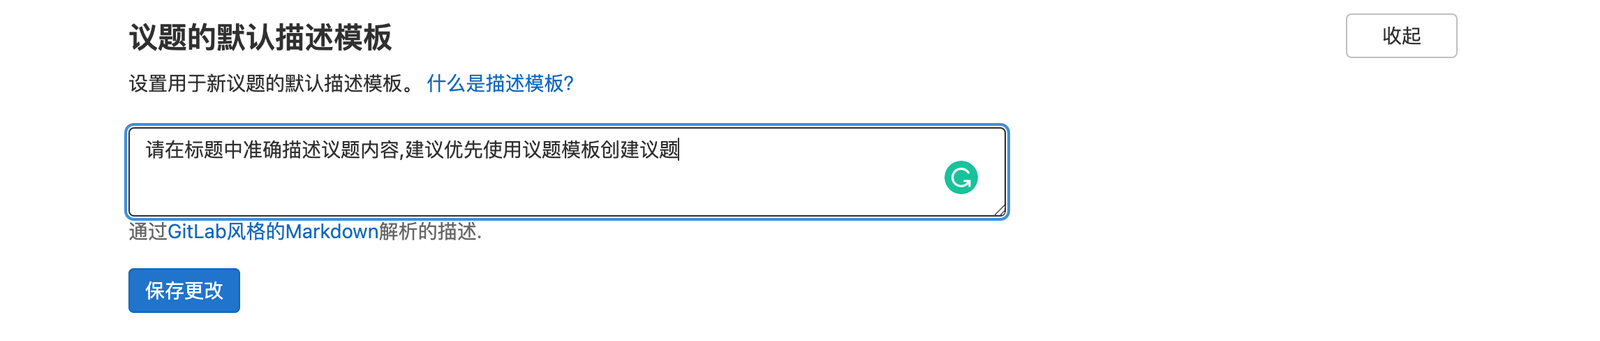 议题的默认描述模板
收起
设置用于新议题的默认描述模板。 什么是描述模板?
请在标题中准确描述议题内容,建议优先使用议题模板创建议题
通过GitLab风格的Markdown解析的描述.
保存更改